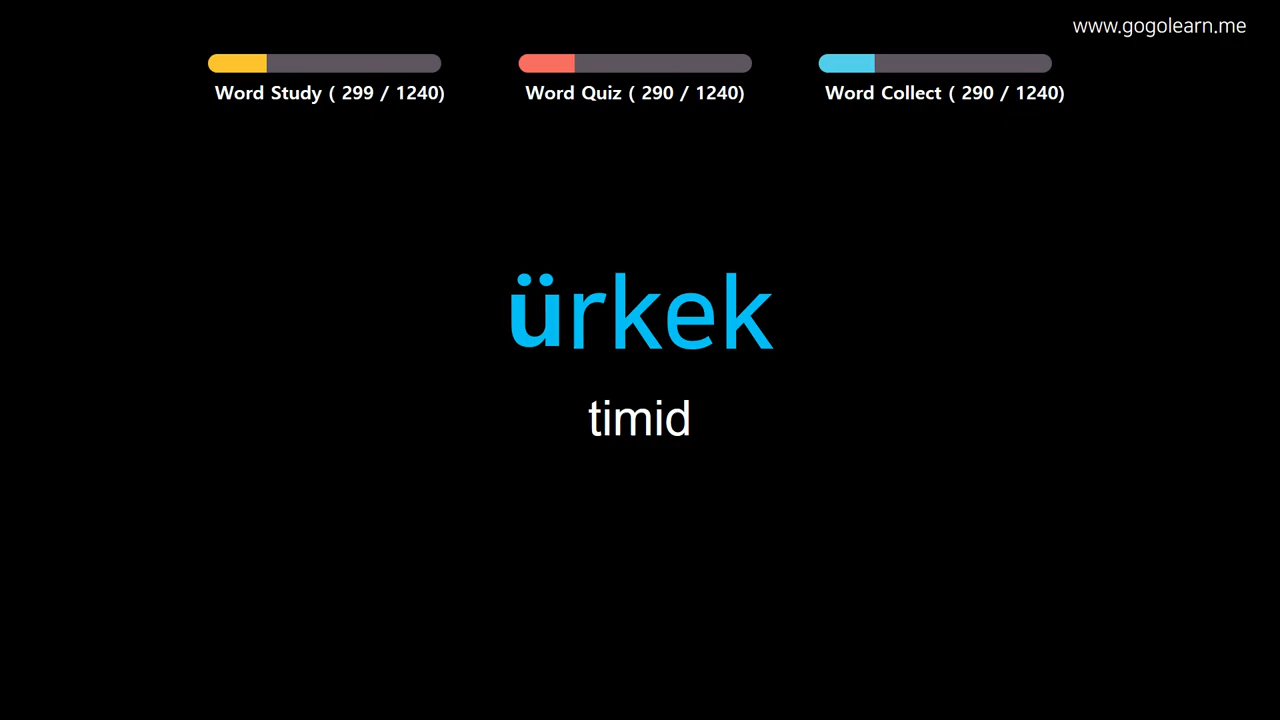 www.gogolearn.me
Word Study ( 299 / 1240)
Word Quiz ( 290 / 1240)
Word Collect ( 290 / 1240)
ürkek
timid